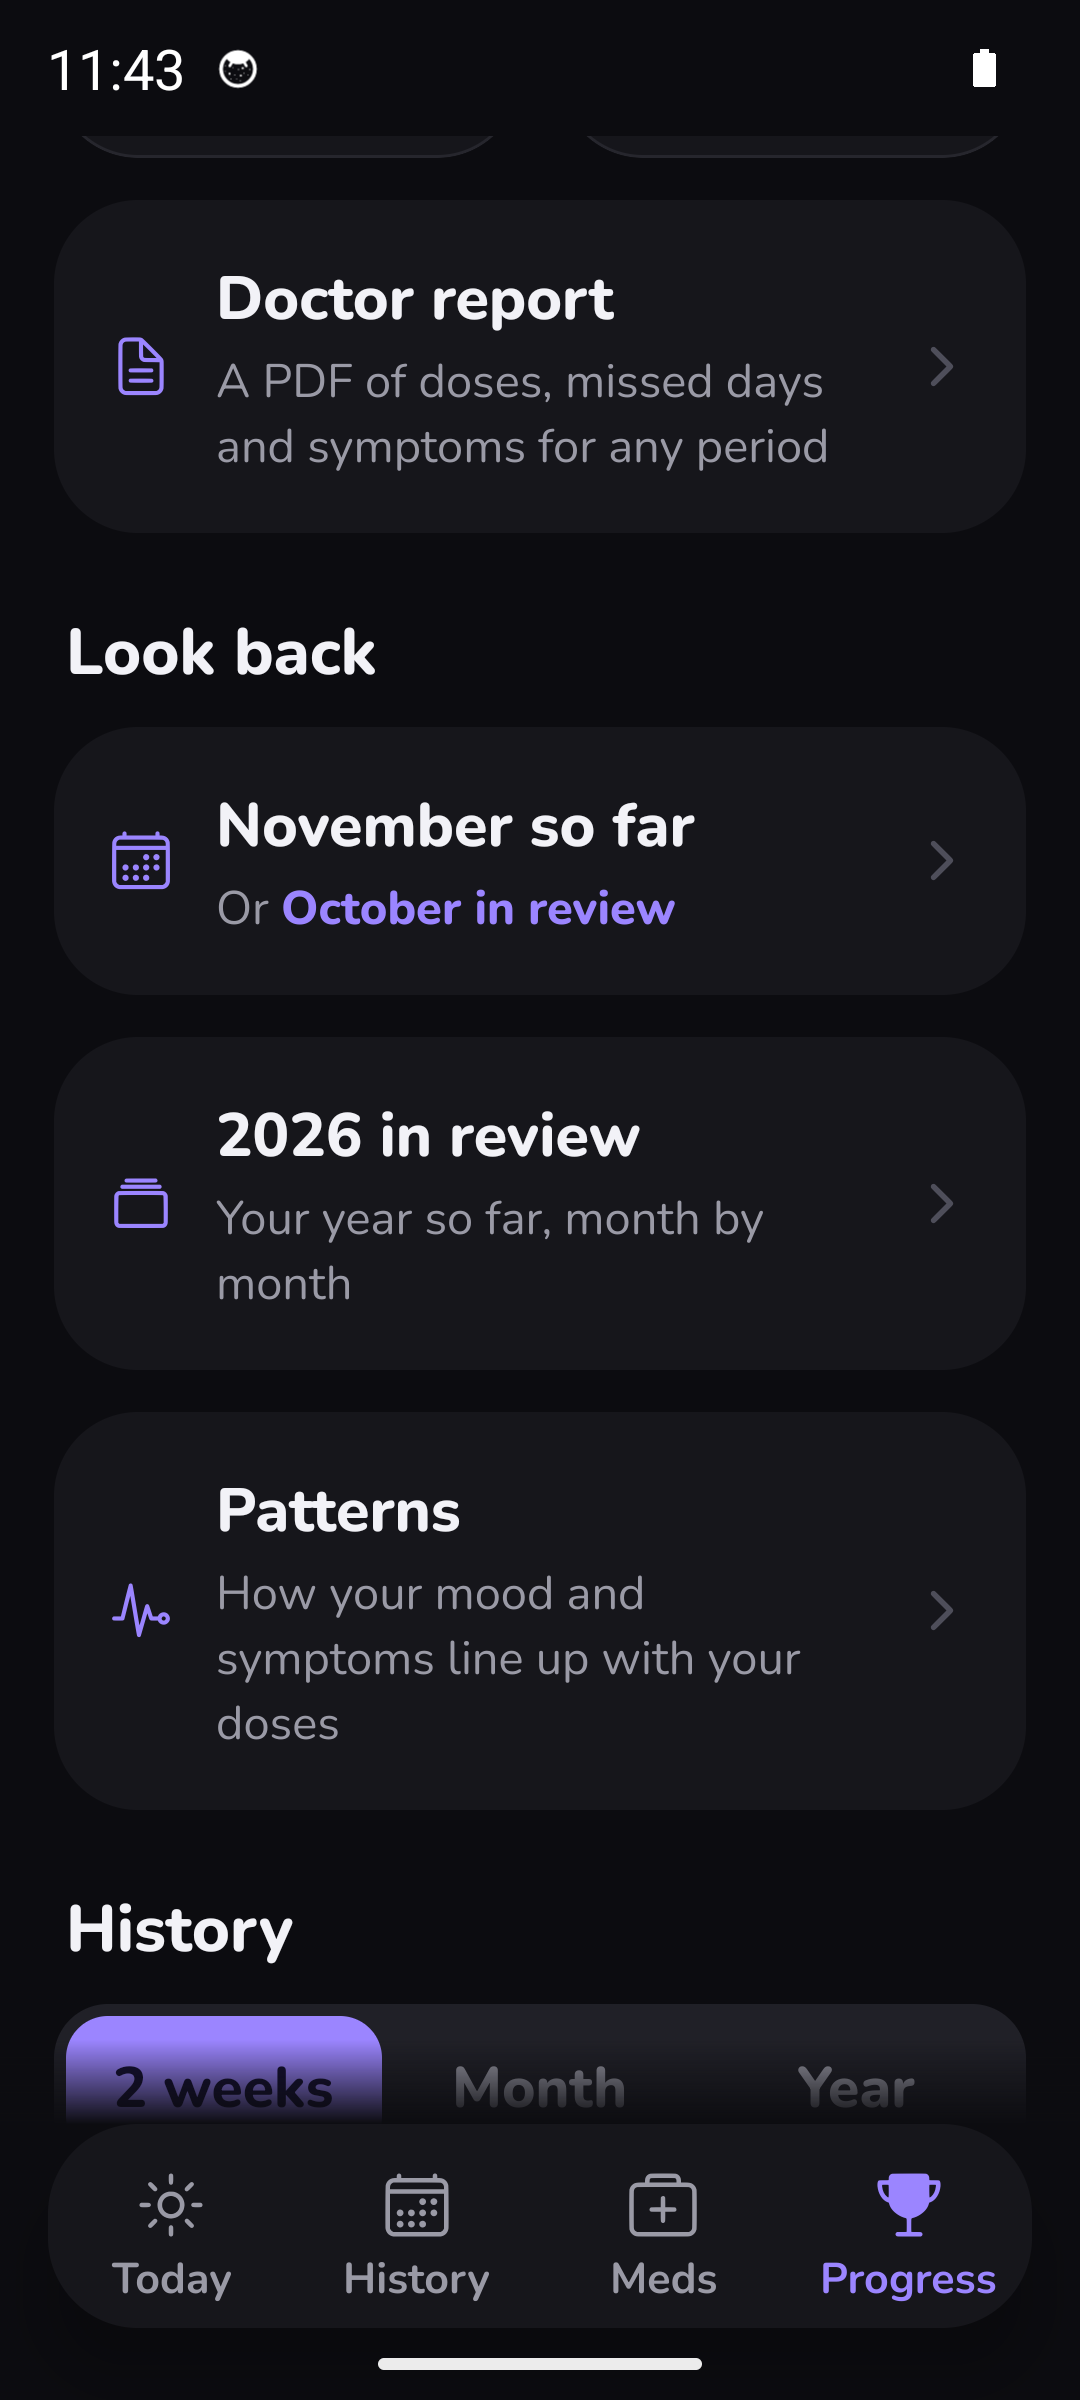 11:43
Doctor report
A PDF of doses, missed days
and symptoms for any period
Look back
November so far
Or October in review
2026 in review
Your year so far, month by
month
Patterns
How your mood and
symptoms line up with your
doses
History
2 weeks
Month
Year
Today
History
Meds
Progress